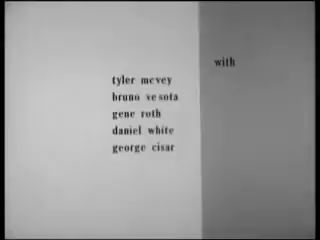 with
tyler mcvey
bruno ve sota
gene roth
daniel white
george cisar